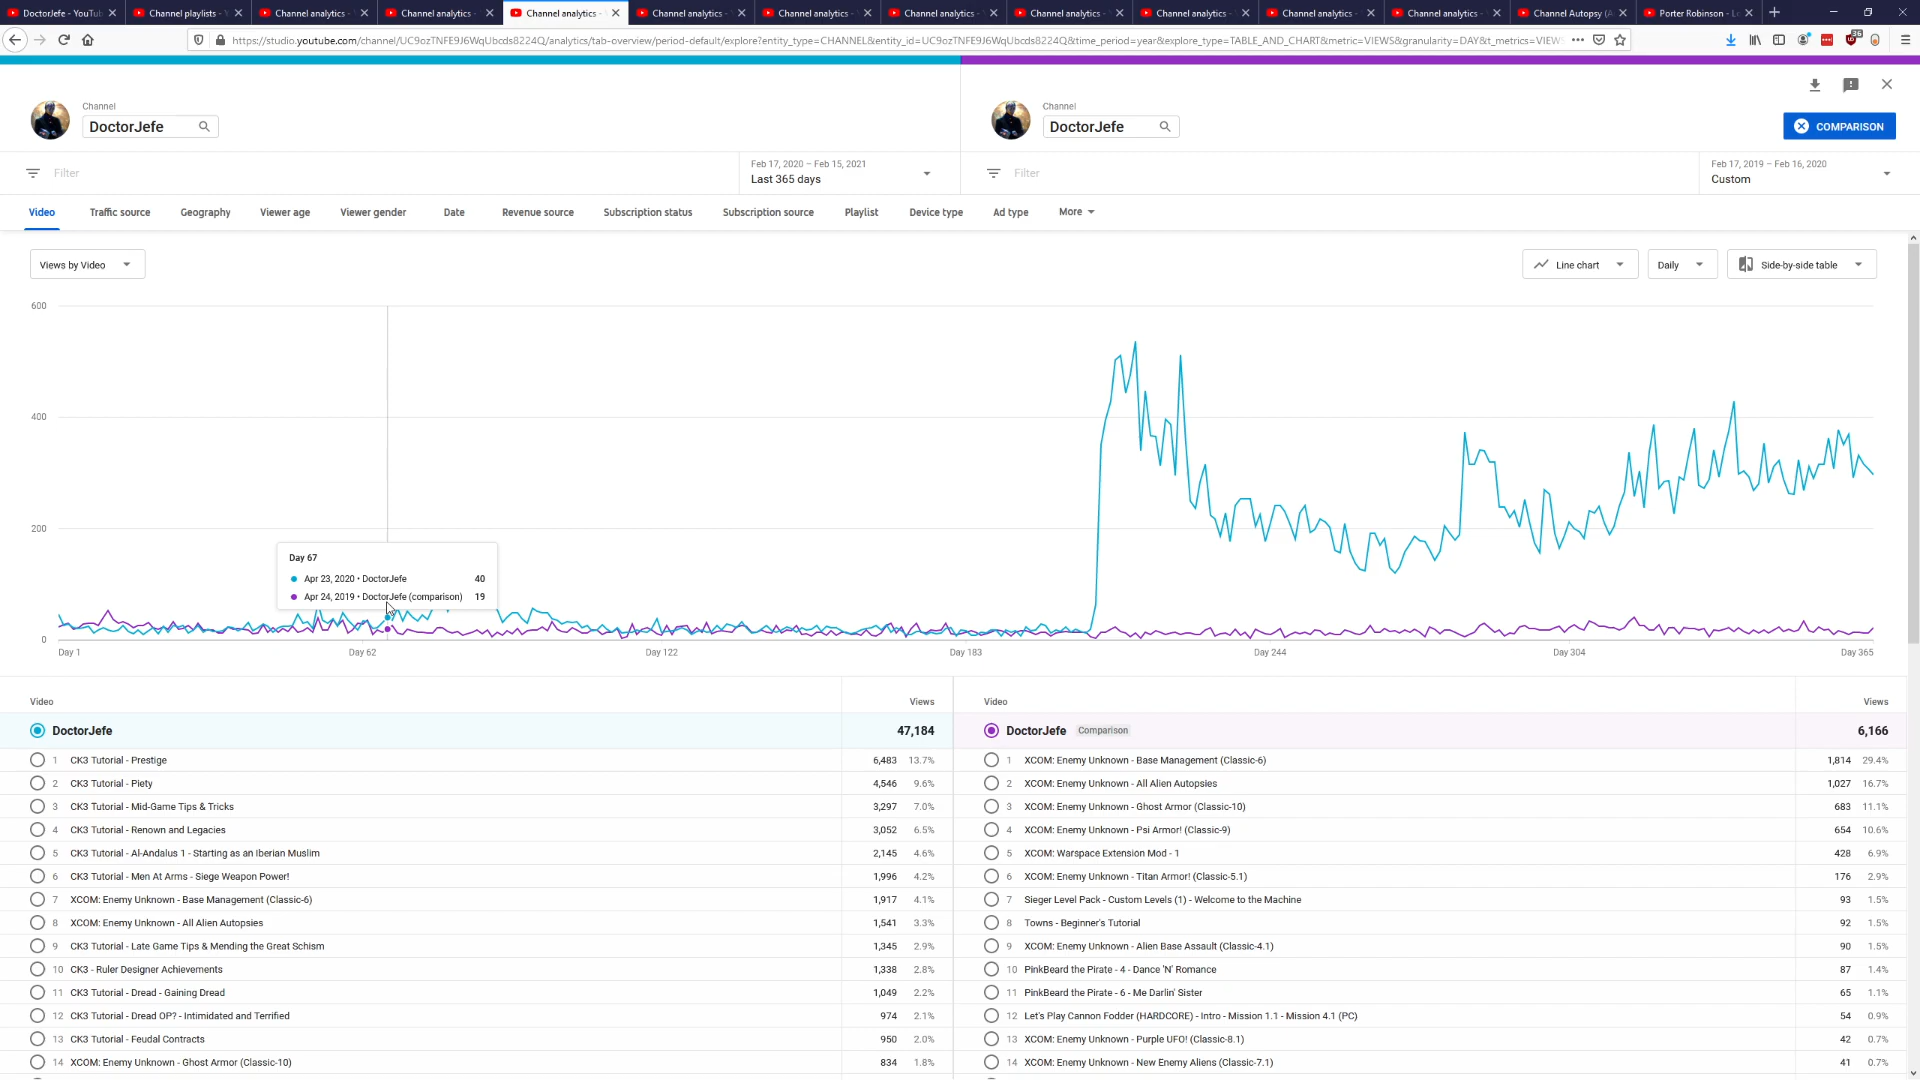 DoctorJefe - YouTub
Channel playlists - Y
Channel analytics -
Channel analytics -
Channel analytics -
Channel analytics -
Channel analytics -
Channel analytics -
Channel analytics -
Channel analytics -
Channel analytics -
Channel analytics -
Channel Autopsy (A
Porter Robinson - L
https://studio.youtube.com/channel/UC9ozTNFE9J6WqUbcds8224Q/analytics/tab-overview/period-default/explore?entity_type=CHANNEL&entity_id=UC9ozTNFE9J6WqUbcds8224Q&time_period=year&explore_type=TABLE_AND_CHART&metric=VIEWS&granularity=DAY&t_metrics=VIEWS
36
Channel
DoctorJefe
Channel
DoctorJefe
COMPARISON
Filter
Feb 17, 2020 – Feb 15, 2021
Last 365 days
Filter
Feb 17, 2019 – Feb 16, 2020
Custom
Video Traffic source Geography Viewer age Viewer gender Date Revenue source Subscription status Subscription source Playlist Device type Ad type More
Views by Video
Line chart
Daily
Side-by-side table
600
400
200
0
Day 67
Apr 23, 2020 • DoctorJefe 40
Apr 24, 2019 • DoctorJefe (comparison) 19
Day 1 Day 62 Day 122 Day 183 Day 244 Day 304 Day 365
Video Views
DoctorJefe 47,184
1 CK3 Tutorial - Prestige 6,483 13.7%
2 CK3 Tutorial - Piety 4,546 9.6%
3 CK3 Tutorial - Mid-Game Tips & Tricks 3,297 7.0%
4 CK3 Tutorial - Renown and Legacies 3,052 6.5%
5 CK3 Tutorial - Al-Andalus 1 - Starting as an Iberian Muslim 2,145 4.6%
6 CK3 Tutorial - Men At Arms - Siege Weapon Power! 1,996 4.2%
7 XCOM: Enemy Unknown - Base Management (Classic-6) 1,917 4.1%
8 XCOM: Enemy Unknown - All Alien Autopsies 1,541 3.3%
9 CK3 Tutorial - Late Game Tips & Mending the Great Schism 1,345 2.9%
10 CK3 - Ruler Designer Achievements 1,338 2.8%
11 CK3 Tutorial - Dread - Gaining Dread 1,049 2.2%
12 CK3 Tutorial - Dread OP? - Intimidated and Terrified 974 2.1%
13 CK3 Tutorial - Feudal Contracts 950 2.0%
14 XCOM: Enemy Unknown - Ghost Armor (Classic-10) 834 1.8%
Video Views
DoctorJefe Comparison 6,166
1 XCOM: Enemy Unknown - Base Management (Classic-6) 1,814 29.4%
2 XCOM: Enemy Unknown - All Alien Autopsies 1,027 16.7%
3 XCOM: Enemy Unknown - Ghost Armor (Classic-10) 683 11.1%
4 XCOM: Enemy Unknown - Psi Armor! (Classic-9) 654 10.6%
5 XCOM: Warspace Extension Mod - 1 428 6.9%
6 XCOM: Enemy Unknown - Titan Armor! (Classic-5.1) 176 2.9%
7 Sieger Level Pack - Custom Levels (1) - Welcome to the Machine 93 1.5%
8 Towns - Beginner's Tutorial 92 1.5%
9 XCOM: Enemy Unknown - Alien Base Assault (Classic-4.1) 90 1.5%
10 PinkBeard the Pirate - 4 - Dance 'N' Romance 87 1.4%
11 PinkBeard the Pirate - 6 - Me Darlin' Sister 65 1.1%
12 Let's Play Cannon Fodder (HARDCORE) - Intro - Mission 1.1 - Mission 4.1 (PC) 54 0.9%
13 XCOM: Enemy Unknown - Purple UFO! (Classic-8.1) 42 0.7%
14 XCOM: Enemy Unknown - New Enemy Aliens (Classic-7.1) 41 0.7%